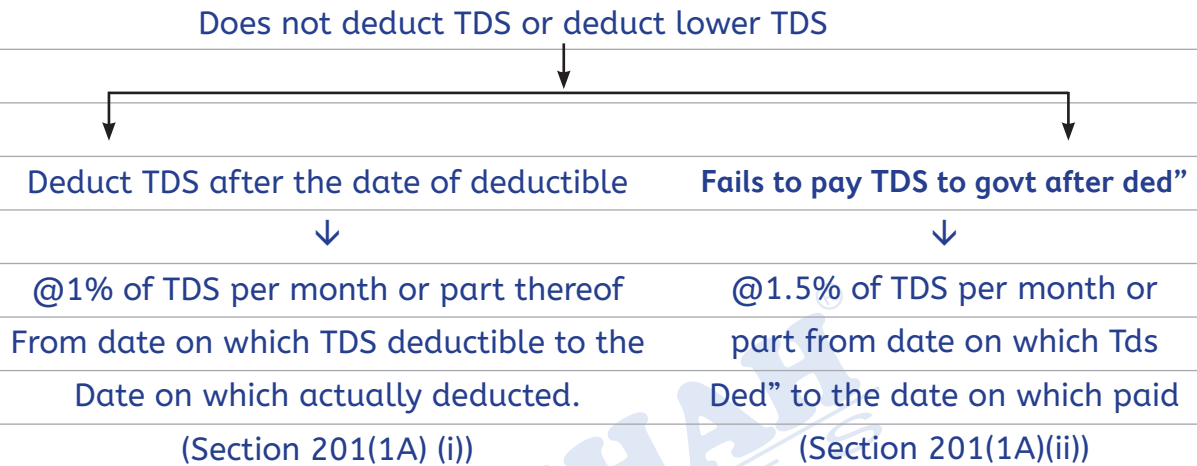 Does not deduct TDS or deduct lower TDS
Deduct TDS after the date of deductible
↓
@1% of TDS per month or part thereof
From date on which TDS deductible to the
Date on which actually deducted.
(Section 201(1A) (i))
Fails to pay TDS to govt after ded”
↓
@1.5% of TDS per month or
part from date on which Tds
Ded” to the date on which paid
(Section 201(1A)(ii))